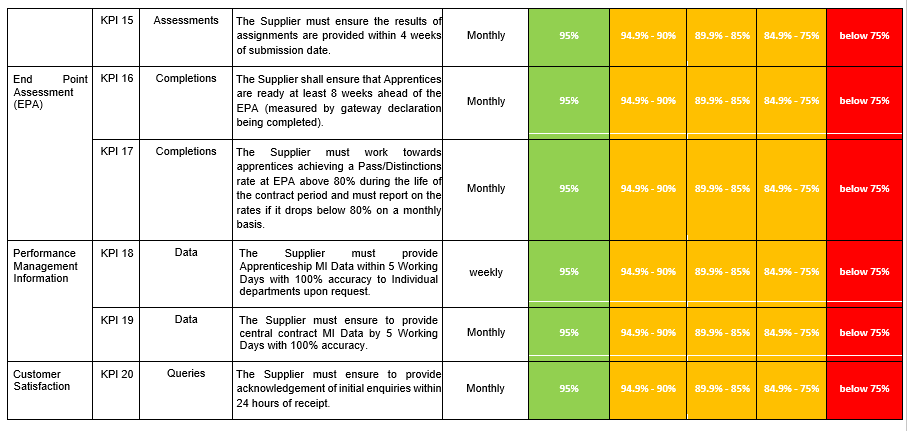 KPI 15 Assessments The Supplier must ensure the results of
assignments are provided within 4 weeks
of submission date.
Monthly 95% 94.9% - 90% 89.9% - 85% 84.9% - 75% below 75%
End Point
Assessment
(EPA)
KPI 16 Completions The Supplier shall ensure that Apprentices
are ready at least 8 weeks ahead of the
EPA (measured by gateway declaration
being completed).
Monthly 95% 94.9% - 90% 89.9% - 85% 84.9% - 75% below 75%
KPI 17 Completions The Supplier must work towards
apprentices achieving a Pass/Distinctions
rate at EPA above 80% during the life of
the contract period and must report on the
rates if it drops below 80% on a monthly
basis.
Monthly 95% 94.9% - 90% 89.9% - 85% 84.9% - 75% below 75%
Performance
Management
Information
KPI 18 Data The Supplier must provide
Apprenticeship MI Data within 5 Working
Days with 100% accuracy to Individual
departments upon request.
weekly 95% 94.9% - 90% 89.9% - 85% 84.9% - 75% below 75%
KPI 19 Data The Supplier must ensure to provide
central contract MI Data by 5 Working
Days with 100% accuracy.
Monthly 95% 94.9% - 90% 89.9% - 85% 84.9% - 75% below 75%
Customer
Satisfaction
KPI 20 Queries The Supplier must ensure to provide
acknowledgement of initial enquiries within
24 hours of receipt.
Monthly 95% 94.9% - 90% 89.9% - 85% 84.9% - 75% below 75%